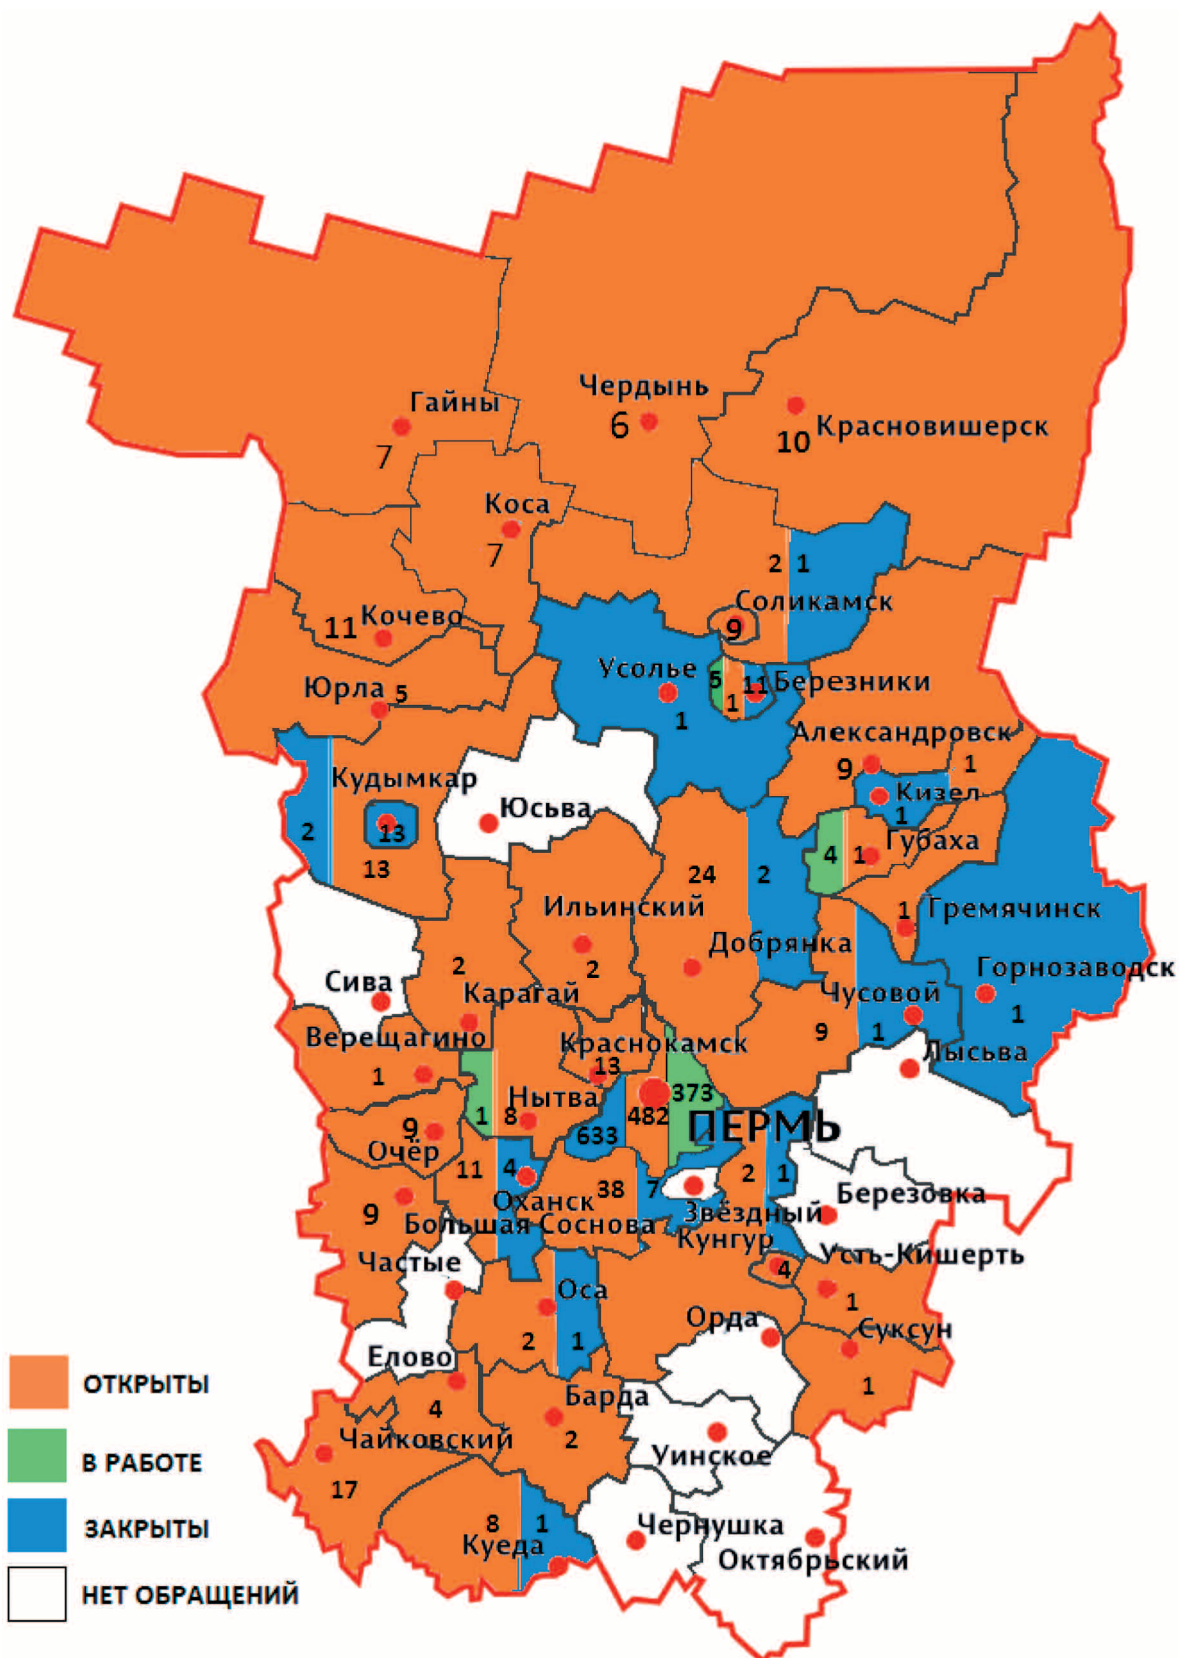 Чердынь
6
Гайны
7
Красновишерск
10
Коса
7
2 1
Соликамск
9
Кочево
11
Усолье
1
5 1 11
Березники
Юрла 5
Александровск
9 1
Кудымкар
13
2 13
Кизел
1
Юсьва
4 1 Губаха
24 2
Ильинский
2
1 Гремячинск
Добрянка
2
Карагай
Сива
Горнозаводск
1
Чусовой
9 1
Верещагино
1
Краснокамск
13
Лысьва
373
482
633
ПЕРМЬ
Нытва
1 8
9
Очёр
11 4
Оханск
38 7
2 1
Звёздный
Березовка
9
Большая Соснова
Кунгур
4
Усть-Кишерть
1
Частые
Оса
2 1
Орда
Суксун
1
Елово
4
Барда
2
ОТКРЫТЫ
Чайковский
17
Уинское
В РАБОТЕ
8 1
Куеда
Чернушка
ЗАКРЫТЫ
Октябрьский
НЕТ ОБРАЩЕНИЙ